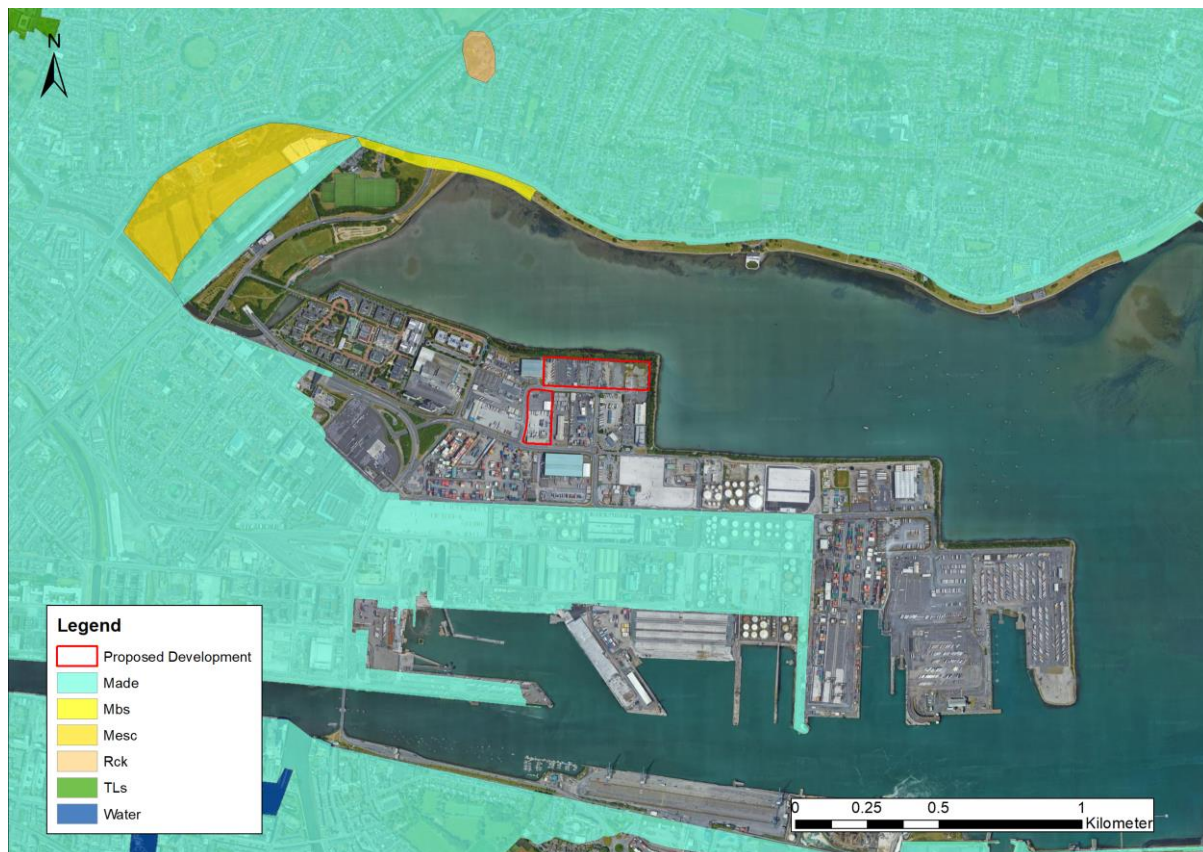 N
Legend
Proposed Development
Made
Mbs
Mesc
Rck
TLs
Water
0 0.25 0.5 1
Kilometer